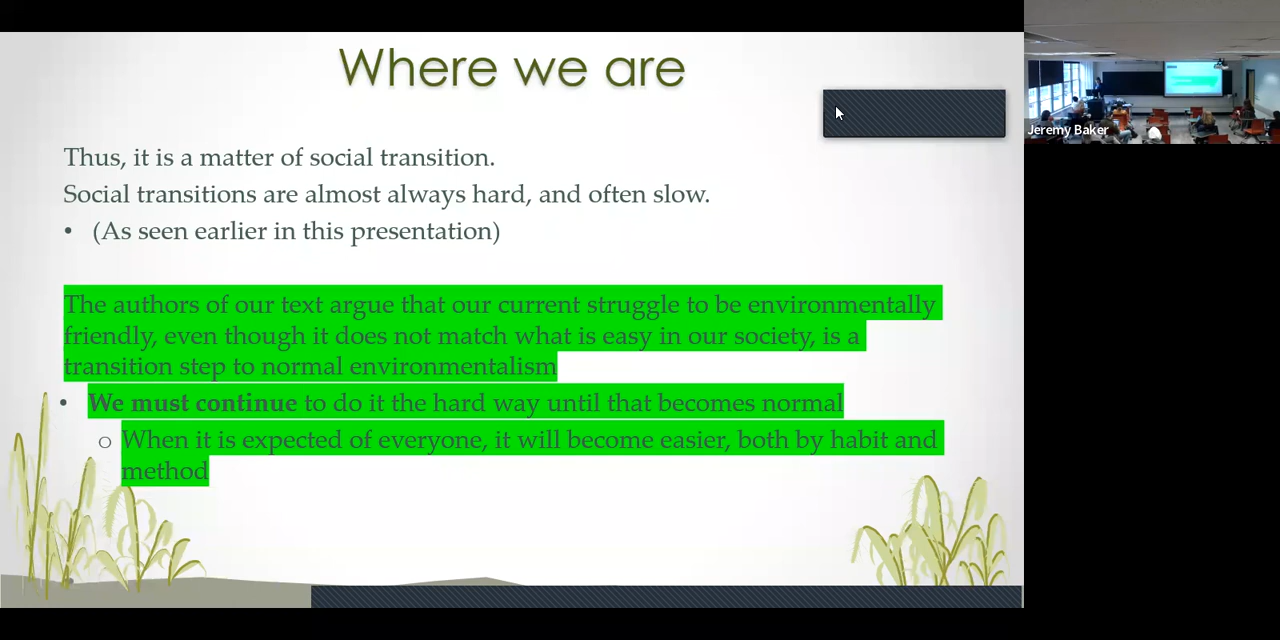 Where we are
Thus, it is a matter of social transition.
Social transitions are almost always hard, and often slow.
• (As seen earlier in this presentation)
The authors of our text argue that our current struggle to be environmentally
friendly, even though it does not match what is easy in our society, is a
transition step to normal environmentalism
• We must continue to do it the hard way until that becomes normal
o When it is expected of everyone, it will become easier, both by habit and
method
Jeremy Baker